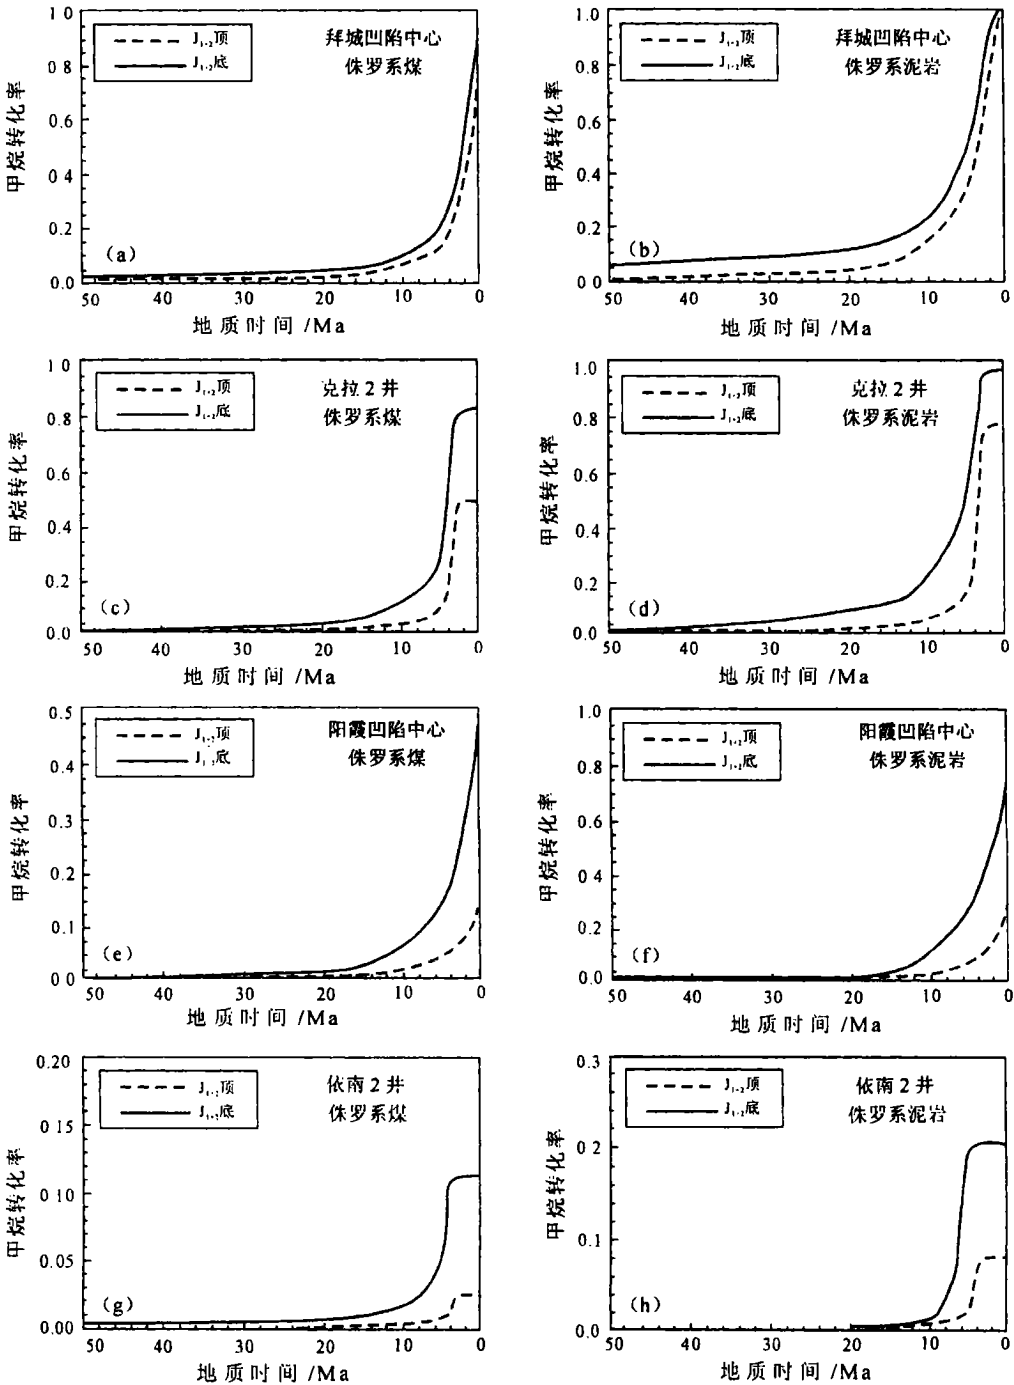 1 0
0 8
0.6
0 4
0.2
0.0
甲烷转化率
J₁₋₂顶
J₁₋₂底
拜城凹陷中心
侏罗系煤
(a)
50 40 30 20 10 0
地质时间 /Ma
1.0
0.8
0.6
0 4
0.2
0.0
甲烷转化率
J₁₋₂顶
J₁₋₂底
拜城凹陷中心
侏罗系泥岩
(b)
50 40 30 20 10 0
地质时间 /Ma
1 0
0.8
0.6
0.4
0.2
0.0
甲烷转化率
J₁₋₂顶
J₁₋₂底
克拉2井
侏罗系煤
(c)
50 40 30 20 10 0
地质时间 /Ma
1 0
0.8
0.6
0.4
0.2
0.0
甲烷转化率
J₁₋₂顶
J₁₋₂底
克拉2井
侏罗系泥岩
(d)
50 40 30 20 10 0
地质时间 /Ma
0.5
0.4
0.3
0.2
0.1
0 0
甲烷转化率
J₁₋₂顶
J₁₋₂底
阳霞凹陷中心
侏罗系煤
(e)
50 40 30 20 10 0
地质时间 /Ma
1.0
0.8
0.6
0 4
0.2
0.0
甲烷转化率
J₁₋₂顶
J₁₋₂底
阳霞凹陷中心
侏罗系泥岩
(f)
50 40 30 20 10 0
地质时间 /Ma
0.20
0.15
0 10
0.05
0.00
甲烷转化率
J₁₋₂顶
J₁₋₂底
依南2井
侏罗系煤
(g)
50 40 30 20 10 0
地质时间 /Ma
0.3
0.2
0.1
0.0
甲烷转化率
J₁₋₂顶
J₁₋₂底
依南2井
侏罗系泥岩
(h)
50 40 30 20 10 0
地质时间 /Ma